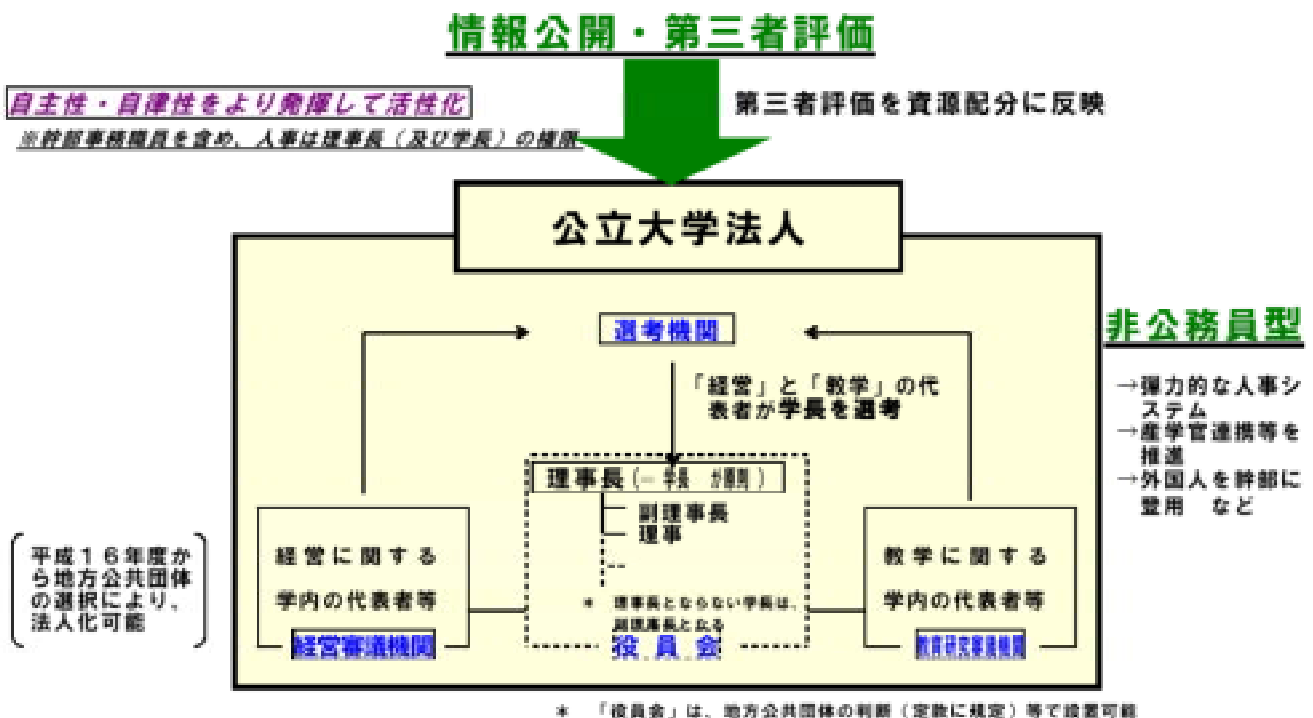 情報公開・第三者評価
自主性・自律性をより発揮して活性化
※幹部事務職員を含め、人事は理事長（及び学長）の権限
第三者評価を資源配分に反映
公立大学法人
選考機関
「経営」と「教学」の代
表者が学長を選考
非公務員型
→弾力的な人事シ
ステム
→産学官連携等を
推進
→外国人を幹部に
登用　など
理事長（＝学長　が原則）
副理事長
理事
…
＊　理事長とならない学長は、
副理事長となる
役 員 会
経営に関する
学内の代表者等
経営審議機関
教学に関する
学内の代表者等
教育研究審議機関
平成１６年度か
ら地方公共団体
の選択により、
法人化可能
＊　「役員会」は、地方公共団体の判断（定款に規定）等で設置可能